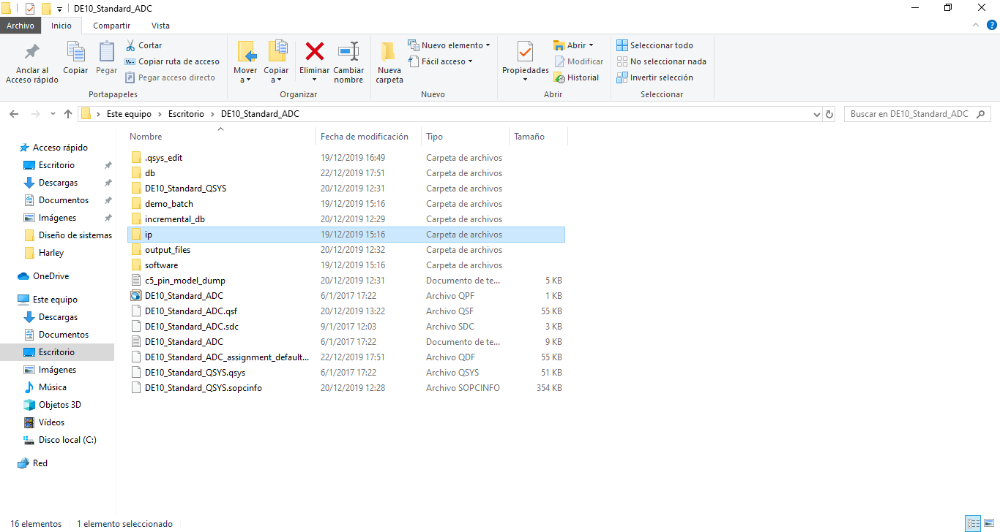 DE10_Standard_ADC
Archivo Inicio Compartir Vista
Anclar al
Acceso rápido
Copiar
Pegar
Cortar
Copiar ruta de acceso
Pegar acceso directo
Portapapeles
Mover
a
Copiar
a
Eliminar
Cambiar
nombre
Organizar
Nueva
carpeta
Nuevo elemento
Fácil acceso
Nuevo
Propiedades
Abrir
Modificar
Historial
Abrir
Seleccionar todo
No seleccionar nada
Invertir selección
Seleccionar
Este equipo > Escritorio > DE10_Standard_ADC
Buscar en DE10_Standard_ADC
Acceso rápido
Escritorio
Descargas
Documentos
Imágenes
Diseño de sistemas
Harley
OneDrive
Este equipo
Descargas
Documentos
Escritorio
Imágenes
Música
Objetos 3D
Vídeos
Disco local (C:)
Red
Nombre Fecha de modificación Tipo Tamaño
.qsys_edit 19/12/2019 16:49 Carpeta de archivos
db 22/12/2019 17:51 Carpeta de archivos
DE10_Standard_QSYS 20/12/2019 12:31 Carpeta de archivos
demo_batch 19/12/2019 15:16 Carpeta de archivos
incremental_db 20/12/2019 12:29 Carpeta de archivos
ip 19/12/2019 15:16 Carpeta de archivos
output_files 20/12/2019 12:32 Carpeta de archivos
software 19/12/2019 15:16 Carpeta de archivos
c5_pin_model_dump 20/12/2019 12:31 Documento de te... 5 KB
DE10_Standard_ADC 6/1/2017 17:22 Archivo QPF 1 KB
DE10_Standard_ADC.qsf 20/12/2019 13:22 Archivo QSF 55 KB
DE10_Standard_ADC.sdc 9/1/2017 12:03 Archivo SDC 3 KB
DE10_Standard_ADC 6/1/2017 17:22 Documento de te... 9 KB
DE10_Standard_ADC_assignment_default... 22/12/2019 17:51 Archivo QDF 55 KB
DE10_Standard_QSYS.qsys 6/1/2017 17:22 Archivo QSYS 51 KB
DE10_Standard_QSYS.sopcinfo 20/12/2019 12:28 Archivo SOPCINFO 354 KB
16 elementos 1 elemento seleccionado